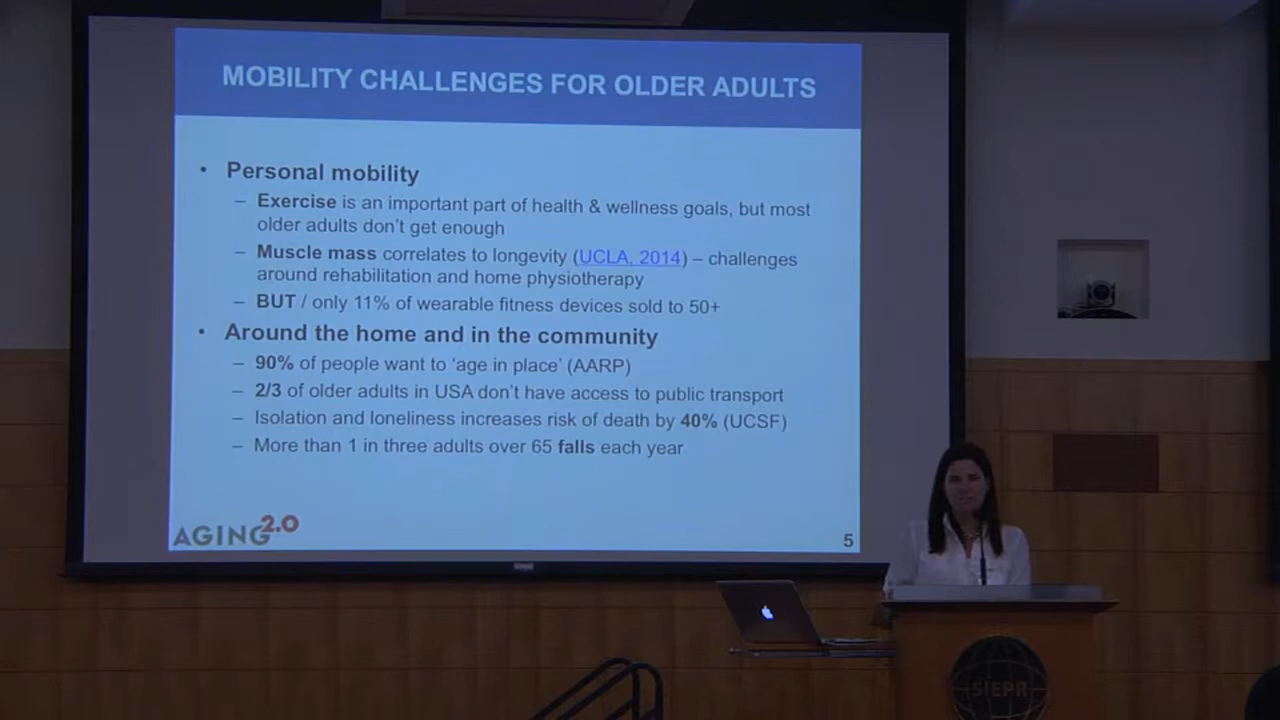 MOBILITY CHALLENGES FOR OLDER ADULTS
• Personal mobility
– Exercise is an important part of health & wellness goals, but most
older adults don't get enough
– Muscle mass correlates to longevity (UCLA, 2014) – challenges
around rehabilitation and home physiotherapy
– BUT / only 11% of wearable fitness devices sold to 50+
• Around the home and in the community
– 90% of people want to 'age in place' (AARP)
– 2/3 of older adults in USA don't have access to public transport
– Isolation and loneliness increases risk of death by 40% (UCSF)
– More than 1 in three adults over 65 falls each year
AGING2.0
5
SIEPR